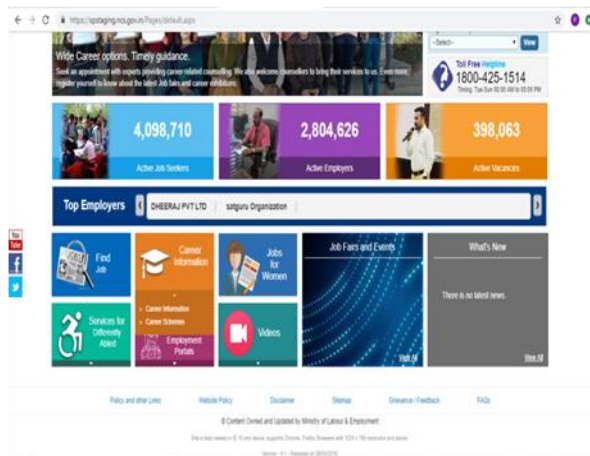 https://spstaging.ncs.gov.in/Pages/default.aspx
Wide Career options. Timely guidance.
Seek an appointment with experts providing career related counselling. We also welcome counsellors to bring their services to us. Even more,
register yourself to know about the latest Job fairs and career exhibitions.
--Select--
View
Toll Free Helpline
1800-425-1514
4,098,710
Active Job Seekers
2,804,626
Active Employers
398,063
Active Vacancies
Top Employers
DHEERAJ PVT LTD
satguru Organization
You
Tube
Find
Job
Career
Information
Career Information
Career Schemes
Jobs
for
Women
Job Fairs and Events
View All
What's New
There is no latest news.
View All
Services for
Differently
Abled
Employment
Portals
Videos
Policy and other Links
Website Policy
Disclaimer
Sitemap
Grievance / Feedback
FAQs
© Content Owned and Updated by Ministry of Labour & Employment